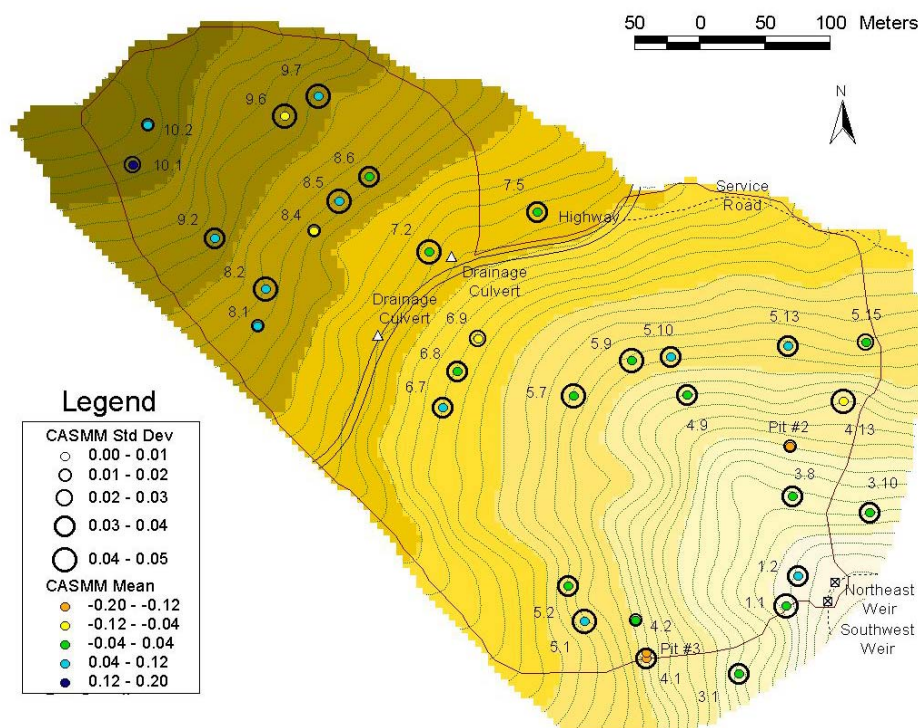 50 0 50 100 Meters
N
9.7
9.6
10.2
10.1
8.6
8.5
8.4
7.5
Service
Road
Highway
9.2
7.2
8.2
8.1
Drainage
Culvert
Drainage
Culvert
6.9
6.8
6.7
5.15
5.13
5.10
5.9
5.7
4.9
4.13
Pit #2
3.8
3.10
1.2
1.1
Northeast
Weir
Southwest
Weir
5.2
5.1
4.2
Pit #3
4.1
3.1
Legend
CASMM Std Dev
0.00 - 0.01
0.01 - 0.02
0.02 - 0.03
0.03 - 0.04
0.04 - 0.05
CASMM Mean
-0.20 - -0.12
-0.12 - -0.04
-0.04 - 0.04
0.04 - 0.12
0.12 - 0.20